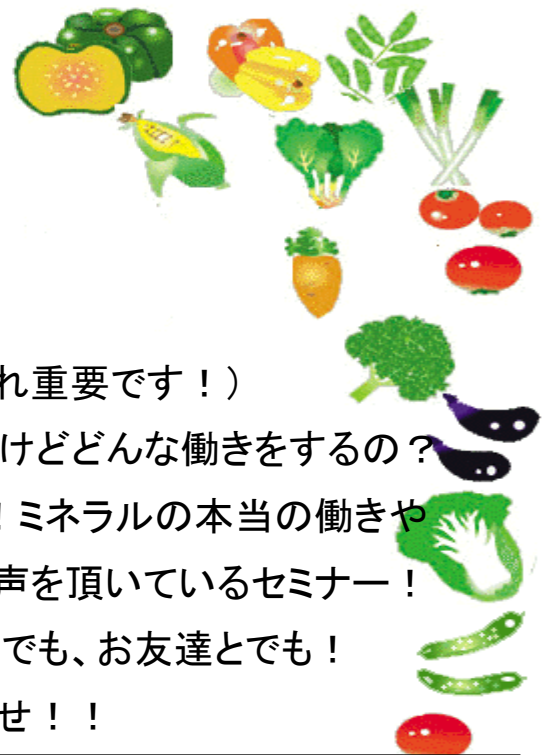 れ重要です！）
けどどんな働きをするの？
！ミネラルの本当の働きや
声を頂いているセミナー！
でも、お友達とでも！
せ！！